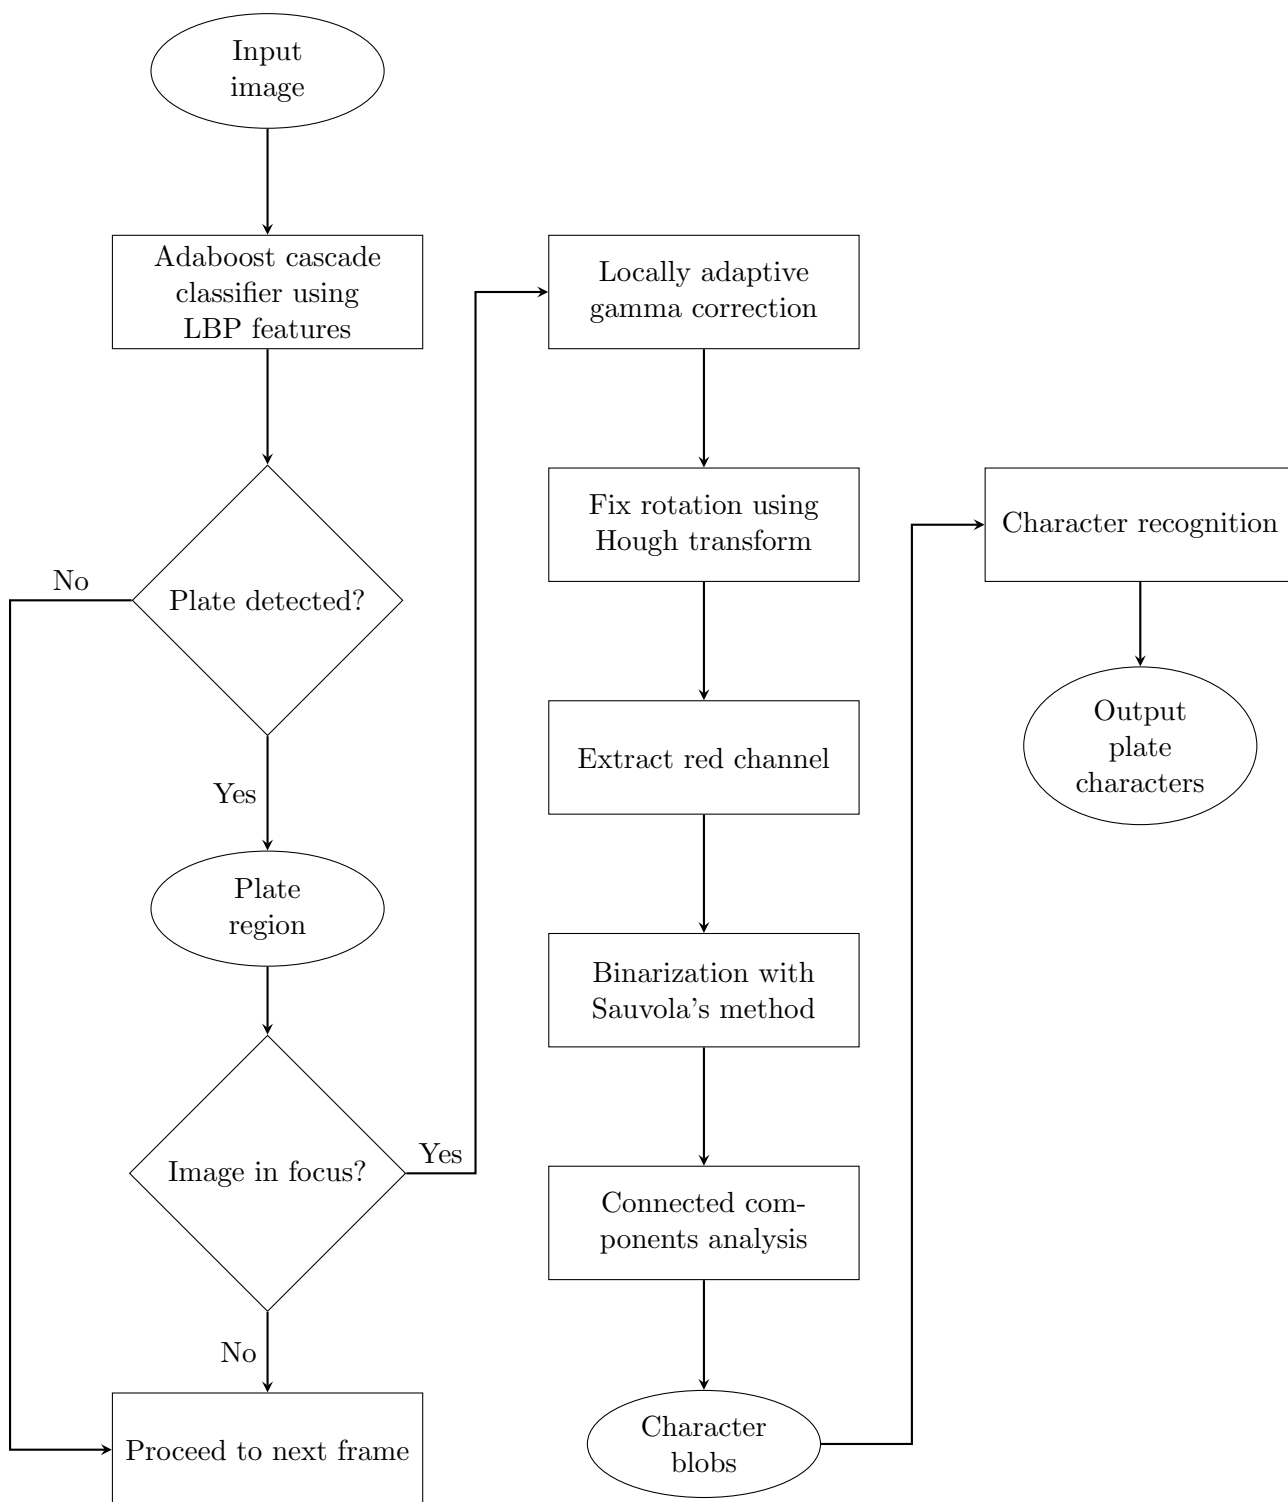 Input
image
Adaboost cascade
classifier using
LBP features
Plate detected?
No
Yes
Plate
region
Image in focus?
Yes
No
Proceed to next frame
Locally adaptive
gamma correction
Fix rotation using
Hough transform
Extract red channel
Binarization with
Sauvola's method
Connected com-
ponents analysis
Character
blobs
Character recognition
Output
plate
characters